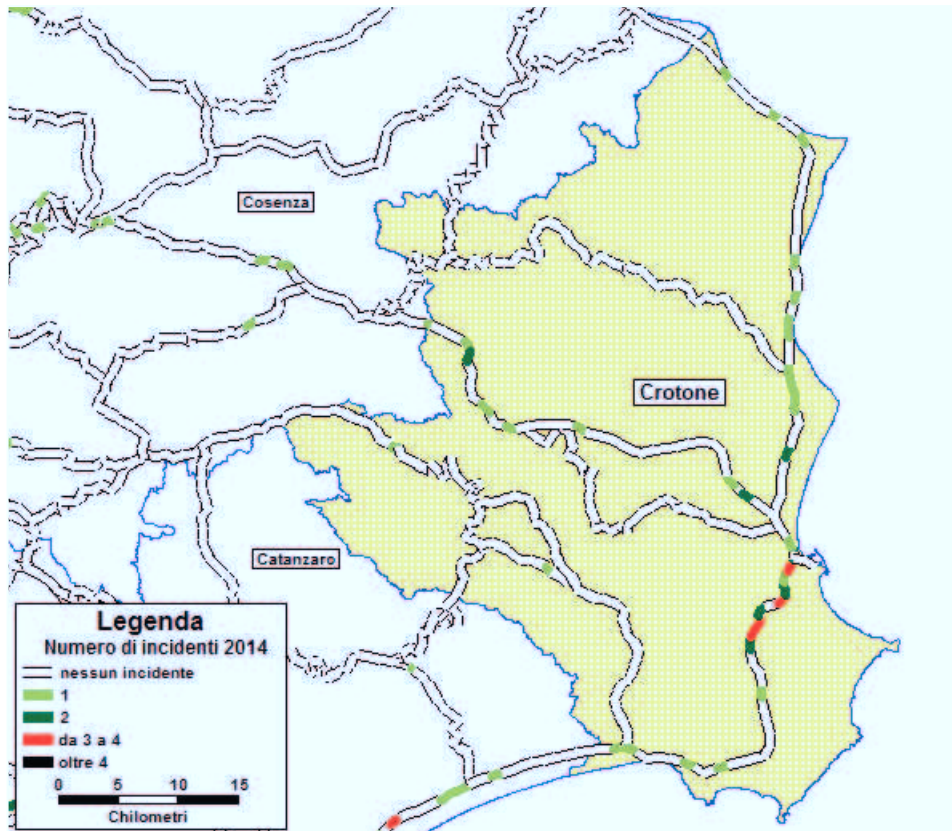 Cosenza
Crotone
Catanzaro
Legenda
Numero di incidenti 2014
nessun incidente
1
2
da 3 a 4
oltre 4
0 5 10 15
Chilometri